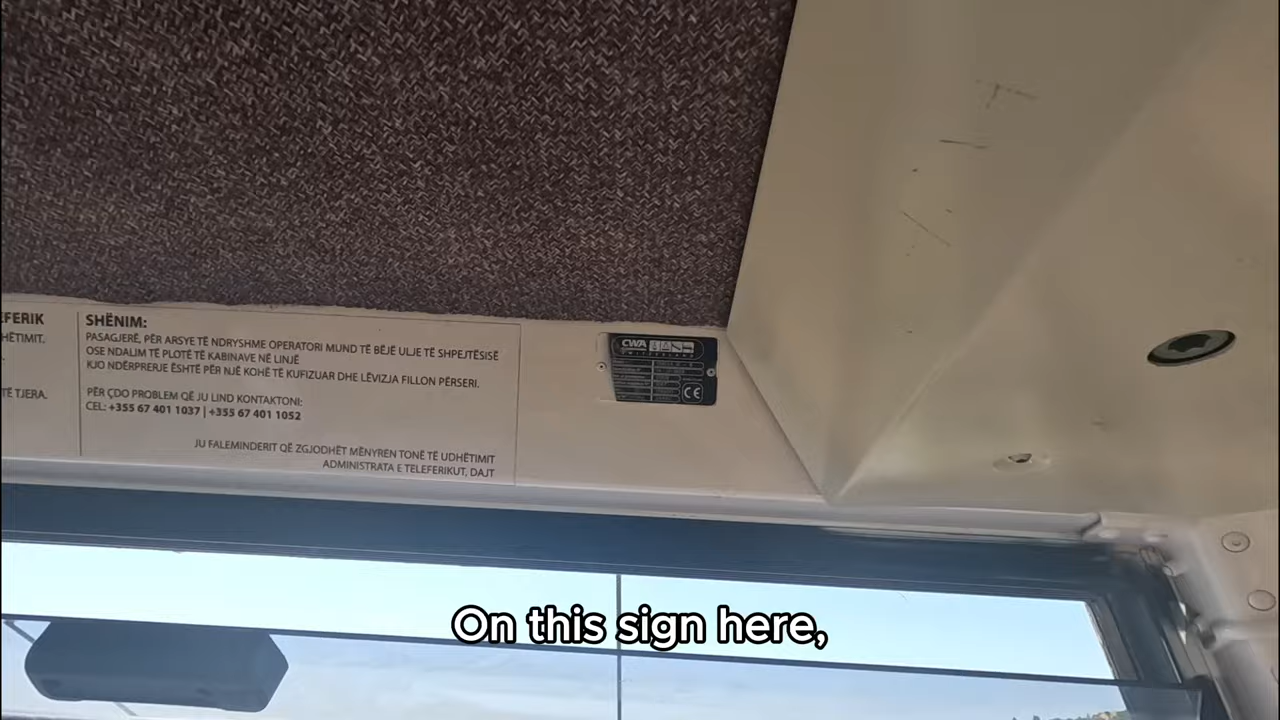 EFERIK
HËTIMIT.
TË TJERA.
SHËNIM:
PASAGJERË, PËR ARSYE TË NDRYSHME OPERATORI MUND TË BËJË ULJE TË SHPEJTËSISË
OSE NDALIM TË PLOTË TË KABINAVE NË LINJË
KJO NDËRPRERJE ËSHTË PËR NJË KOHË TË KUFIZUAR DHE LËVIZJA FILLON PËRSERI.
PËR ÇDO PROBLEM QË JU LIND KONTAKTONI:
CEL: +355 67 401 1037 | +355 67 401 1052
JU FALEMINDERIT QË ZGJODHËT MËNYREN TONË TË UDHËTIMIT
ADMINISTRATA E TELEFERIKUT, DAJT
CWA
SWITZERLAND
CE
On this sign here,